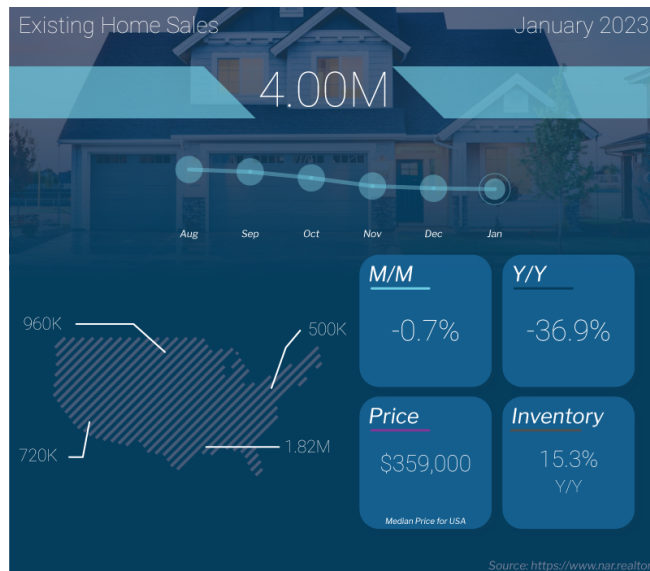 Existing Home Sales
January 2023
4.00M
Aug Sep Oct Nov Dec Jan
M/M
-0.7%
Y/Y
-36.9%
960K
500K
720K
1.82M
Price
$359,000
Median Price for USA
Inventory
15.3%
Y/Y
Source: https://www.nar.realtor